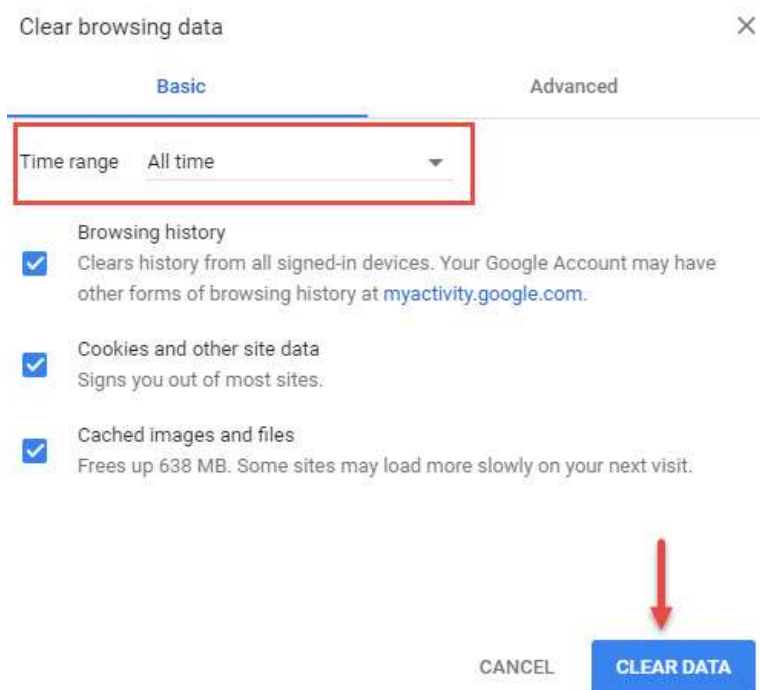 Clear browsing data
Basic
Advanced
Time range All time
Browsing history
Clears history from all signed-in devices. Your Google Account may have
other forms of browsing history at myactivity.google.com.
Cookies and other site data
Signs you out of most sites.
Cached images and files
Frees up 638 MB. Some sites may load more slowly on your next visit.
CANCEL
CLEAR DATA